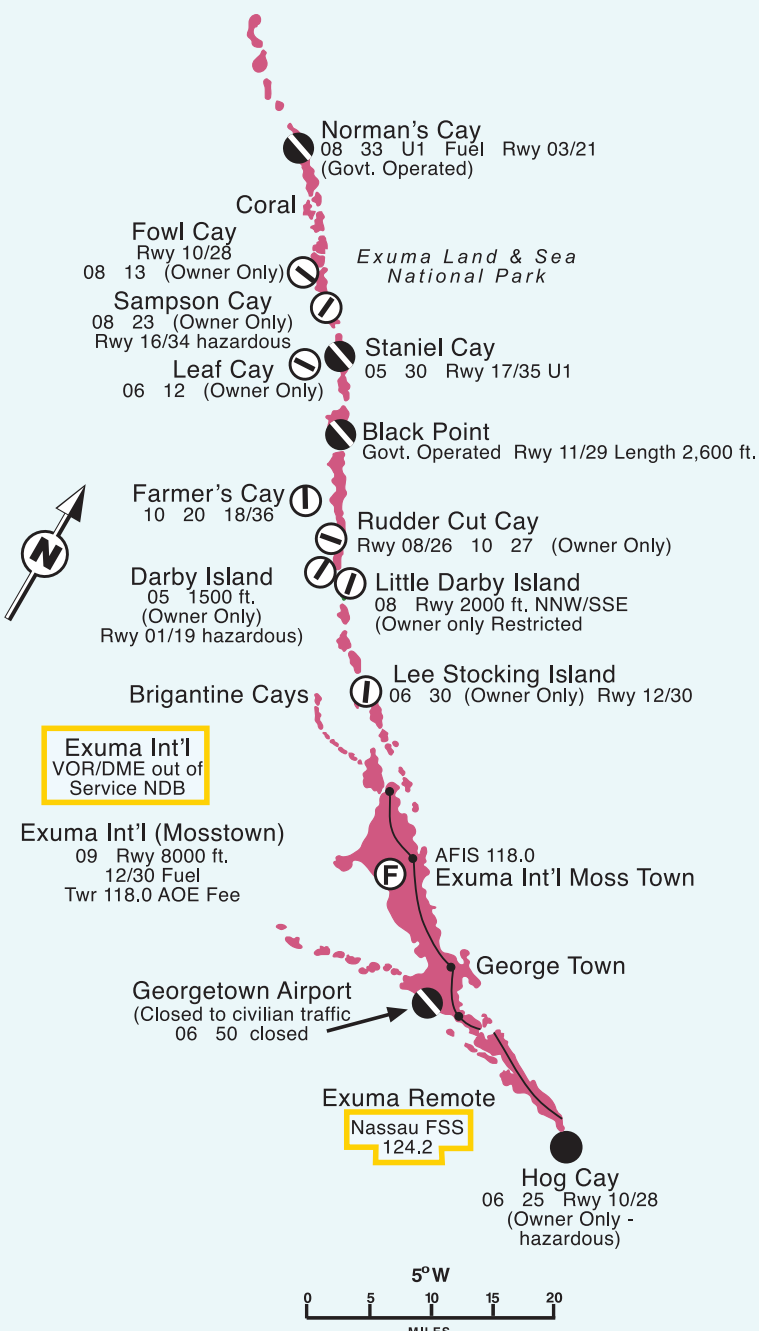 Norman's Cay
08 33 U1 Fuel Rwy 03/21
(Govt. Operated)
Coral
Fowl Cay
Rwy 10/28
08 13 (Owner Only)
Exuma Land & Sea
National Park
Sampson Cay
08 23 (Owner Only)
Rwy 16/34 hazardous
Staniel Cay
05 30 Rwy 17/35 U1
Leaf Cay
06 12 (Owner Only)
Black Point
Govt. Operated Rwy 11/29 Length 2,600 ft.
Farmer's Cay
10 20 18/36
Rudder Cut Cay
Rwy 08/26 10 27 (Owner Only)
N
Darby Island
05 1500 ft.
(Owner Only)
Rwy 01/19 hazardous)
Little Darby Island
08 Rwy 2000 ft. NNW/SSE
(Owner only Restricted
Lee Stocking Island
06 30 (Owner Only) Rwy 12/30
Brigantine Cays
Exuma Int'l
VOR/DME out of
Service NDB
Exuma Int'l (Mosstown)
09 Rwy 8000 ft.
12/30 Fuel
Twr 118.0 AOE Fee
F
AFIS 118.0
Exuma Int'l Moss Town
George Town
Georgetown Airport
(Closed to civilian traffic
06 50 closed
Exuma Remote
Nassau FSS
124.2
Hog Cay
06 25 Rwy 10/28
(Owner Only -
hazardous)
5°W
0 5 10 15 20
MILES